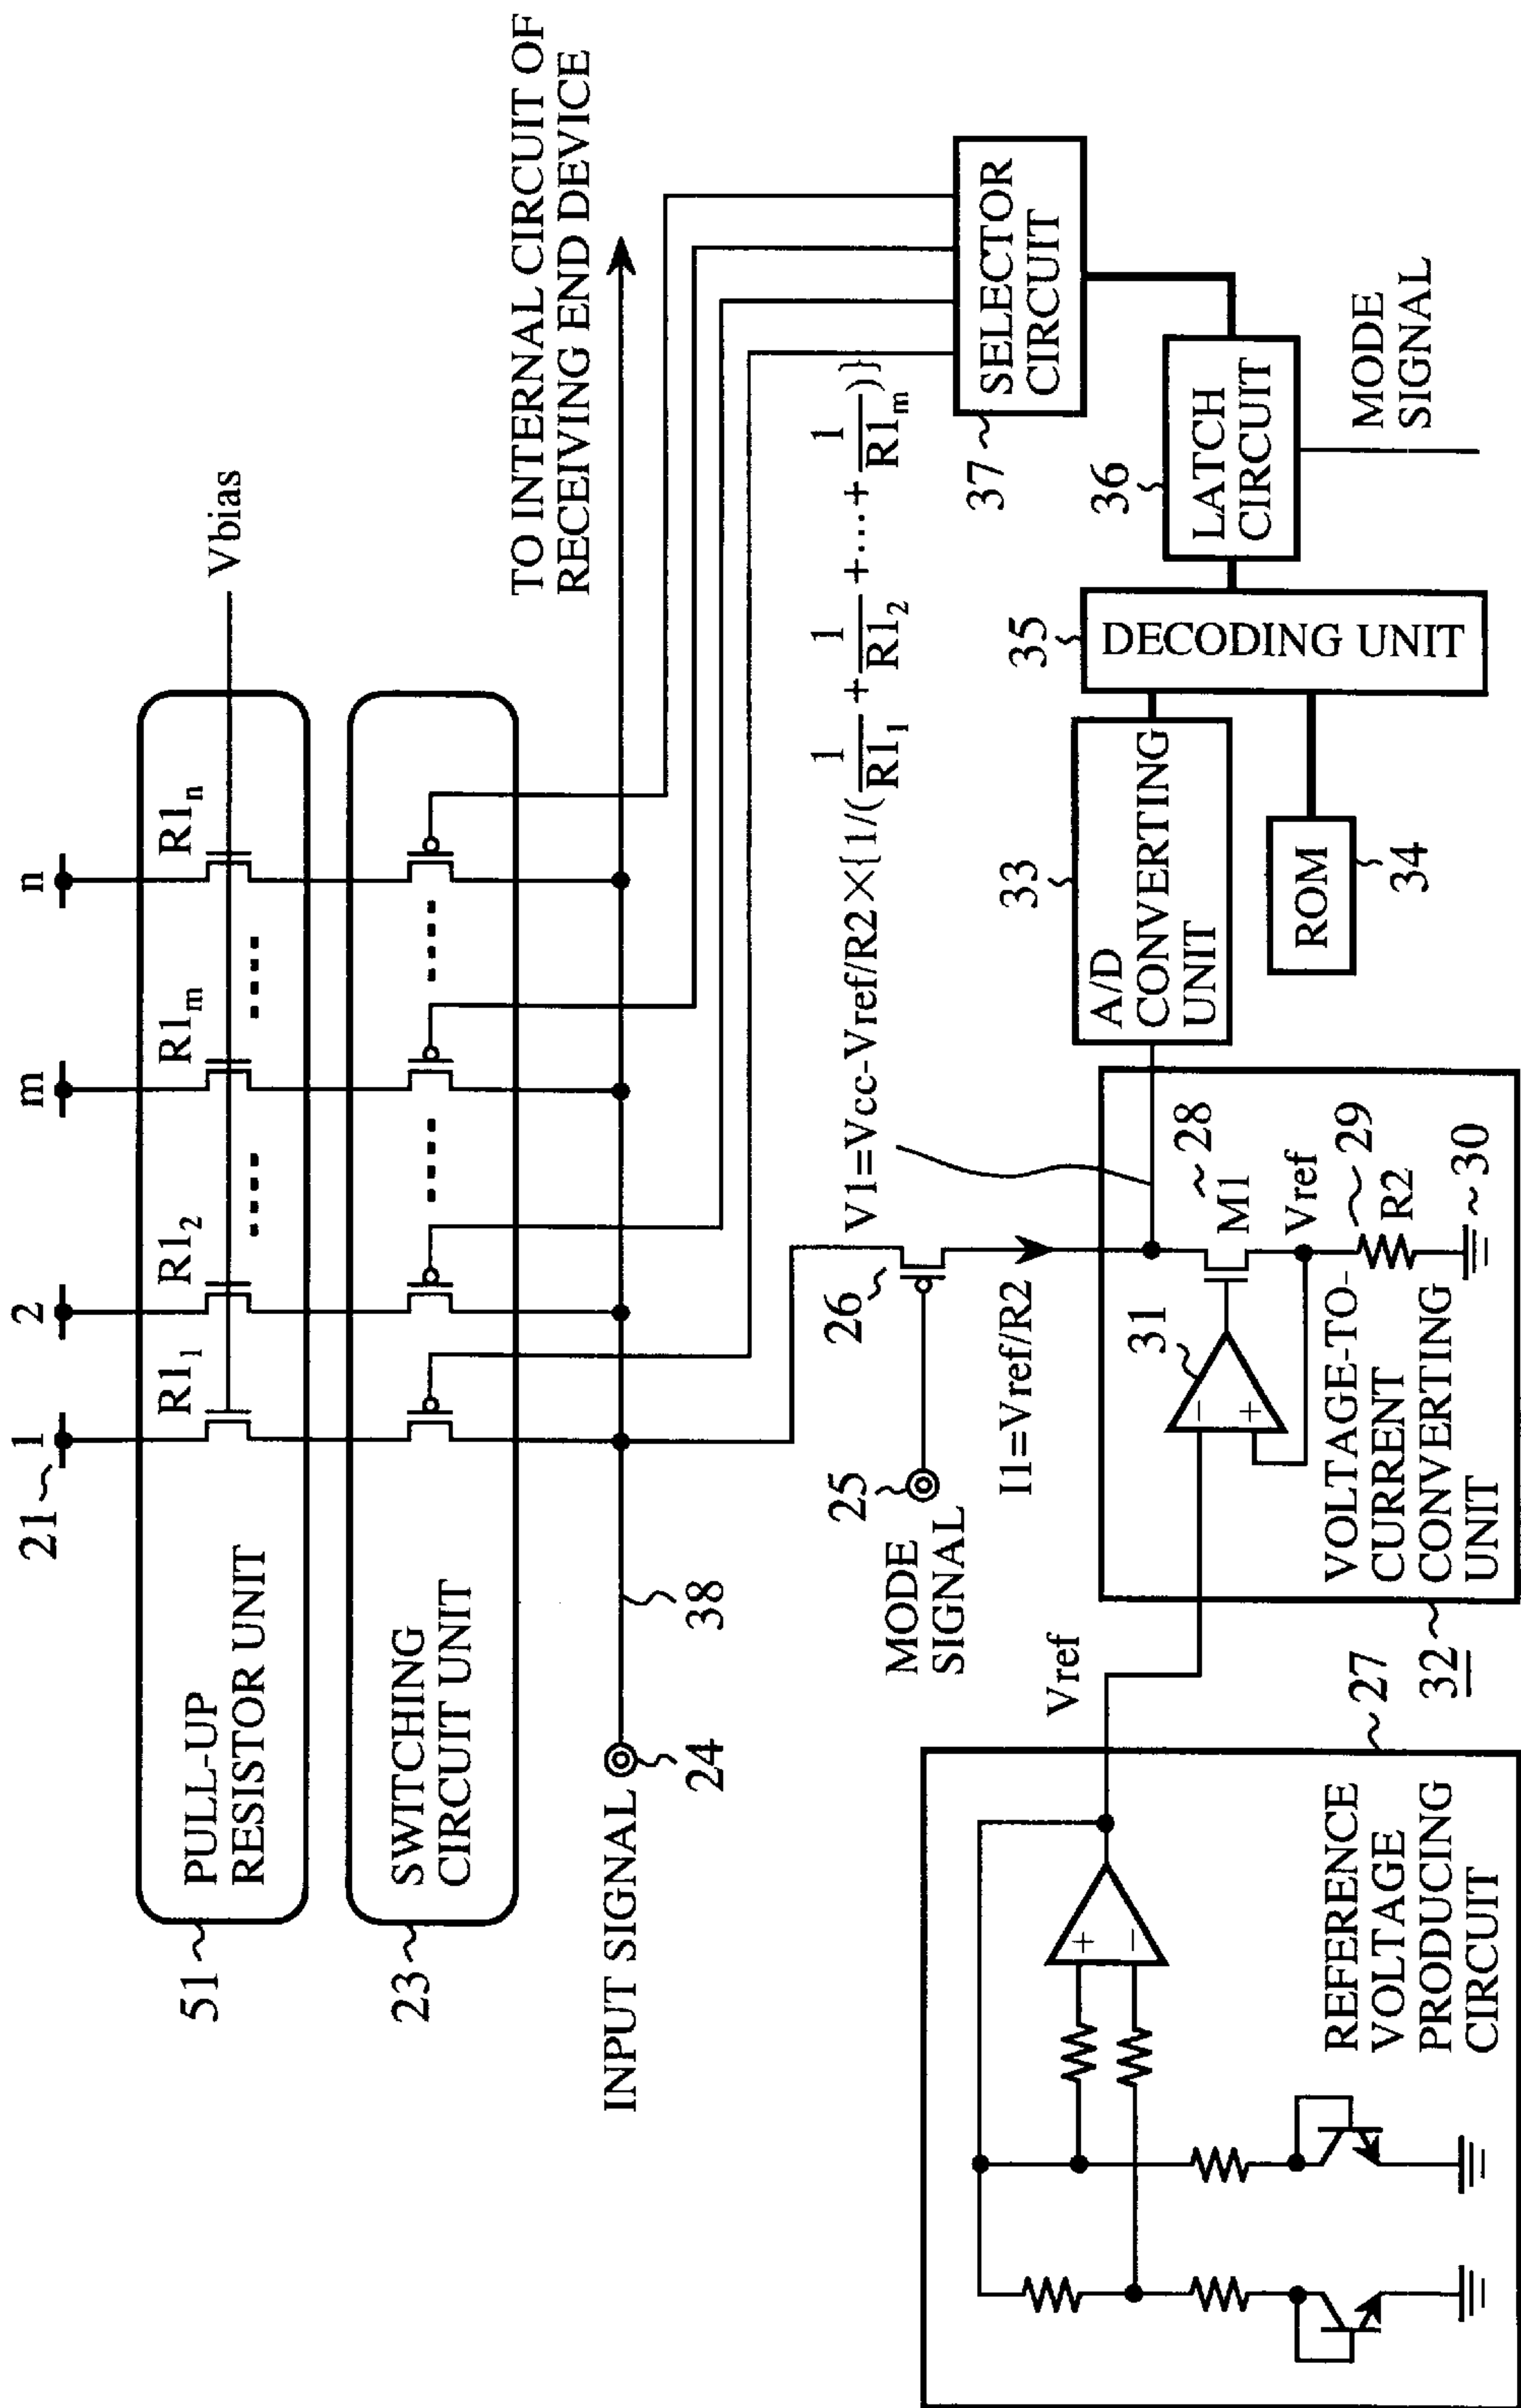 21
1
2
m
n
R1₁
R1₂
R1ₘ
R1ₙ
Vbias
51
PULL-UP
RESISTOR UNIT
23
SWITCHING
CIRCUIT UNIT
INPUT SIGNAL
24
38
TO INTERNAL CIRCUIT OF
RECEIVING END DEVICE
25
MODE
SIGNAL
26
I1=Vref/R2
V1=Vcc-Vref/R2×{1/(1/R1₁+1/R1₂+...+1/R1ₘ)}
37
SELECTOR
CIRCUIT
36
LATCH
CIRCUIT
MODE
SIGNAL
35
DECODING UNIT
33
A/D
CONVERTING
UNIT
ROM
34
Vref
31
−
+
28
M1
Vref
29
R2
30
VOLTAGE-TO-
CURRENT
CONVERTING
UNIT
32
27
+
−
REFERENCE
VOLTAGE
PRODUCING
CIRCUIT